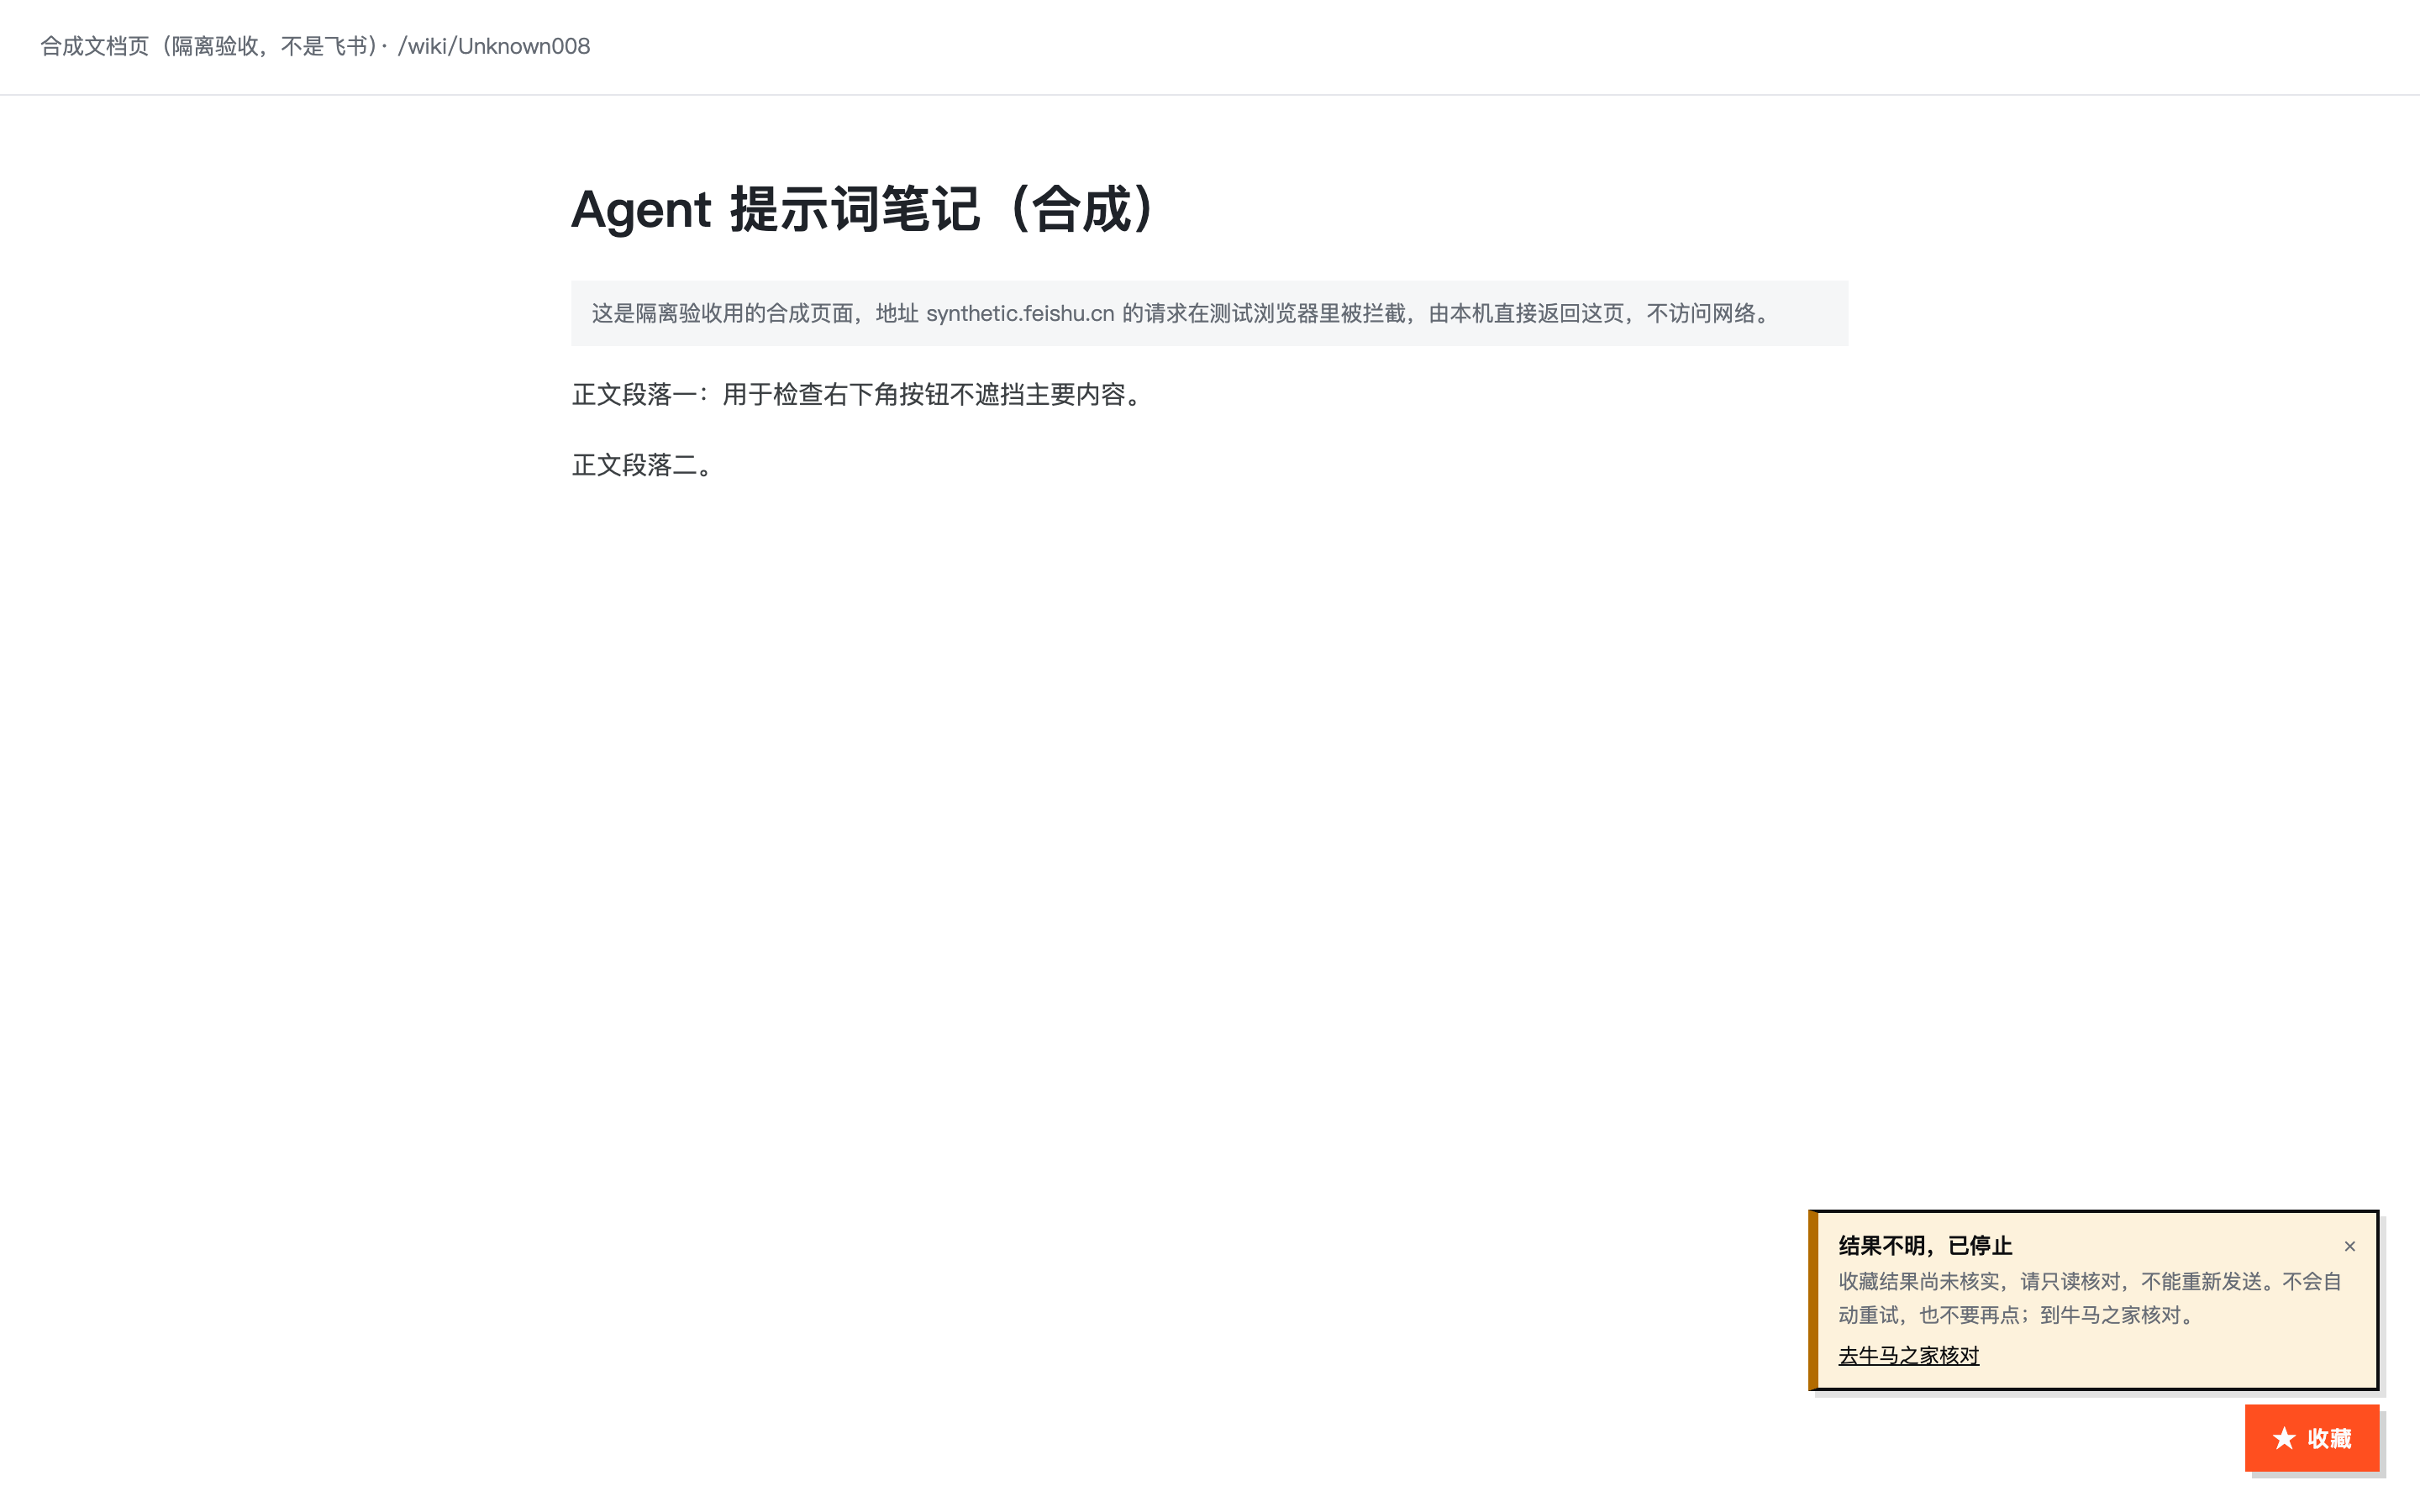 合成文档页（隔离验收，不是飞书）· /wiki/Unknown008
Agent 提示词笔记（合成）
这是隔离验收用的合成页面，地址 synthetic.feishu.cn 的请求在测试浏览器里被拦截，由本机直接返回这页，不访问网络。
正文段落一：用于检查右下角按钮不遮挡主要内容。
正文段落二。
结果不明，已停止 ×
收藏结果尚未核实，请只读核对，不能重新发送。不会自
动重试，也不要再点；到牛马之家核对。
去牛马之家核对
★ 收藏